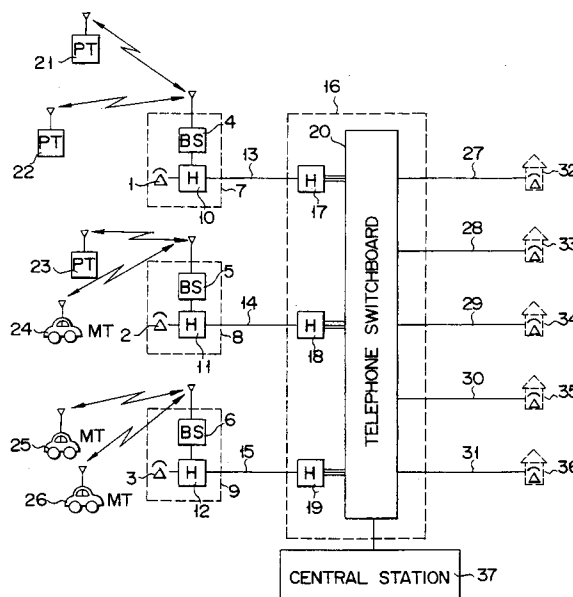 PT
21
PT
22
4
BS
1
H
10
13
7
16
20
H
17
27
32
28
33
PT
23
5
BS
24
MT
2
H
11
14
8
H
18
29
34
TELEPHONE SWITCHBOARD
30
35
25
MT
26
MT
6
BS
3
H
12
15
9
H
19
31
36
CENTRAL STATION
37